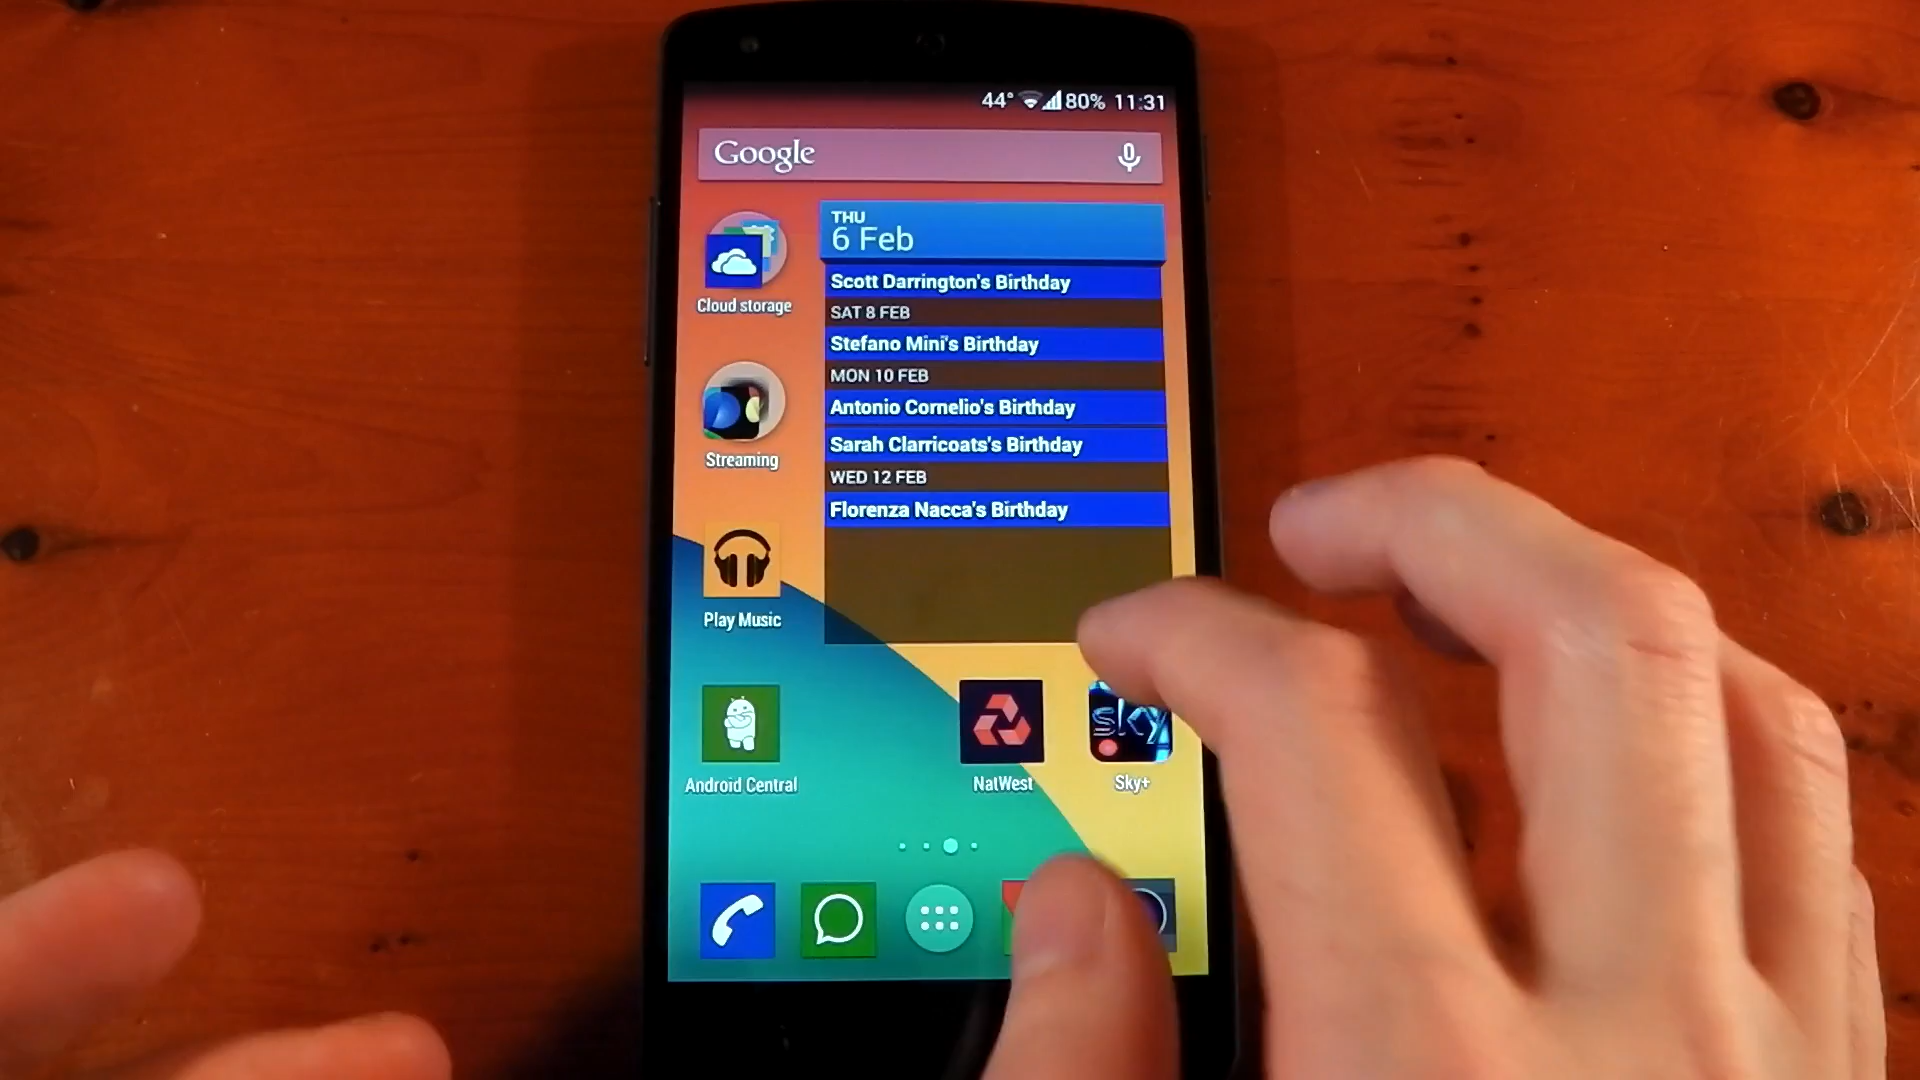 44° 80% 11:31
Google
THU
6 Feb
Scott Darrington's Birthday
SAT 8 FEB
Stefano Mini's Birthday
MON 10 FEB
Antonio Cornelio's Birthday
Sarah Clarricoats's Birthday
WED 12 FEB
Florenza Nacca's Birthday
Cloud storage
Streaming
Play Music
Android Central
NatWest
sky
Sky+